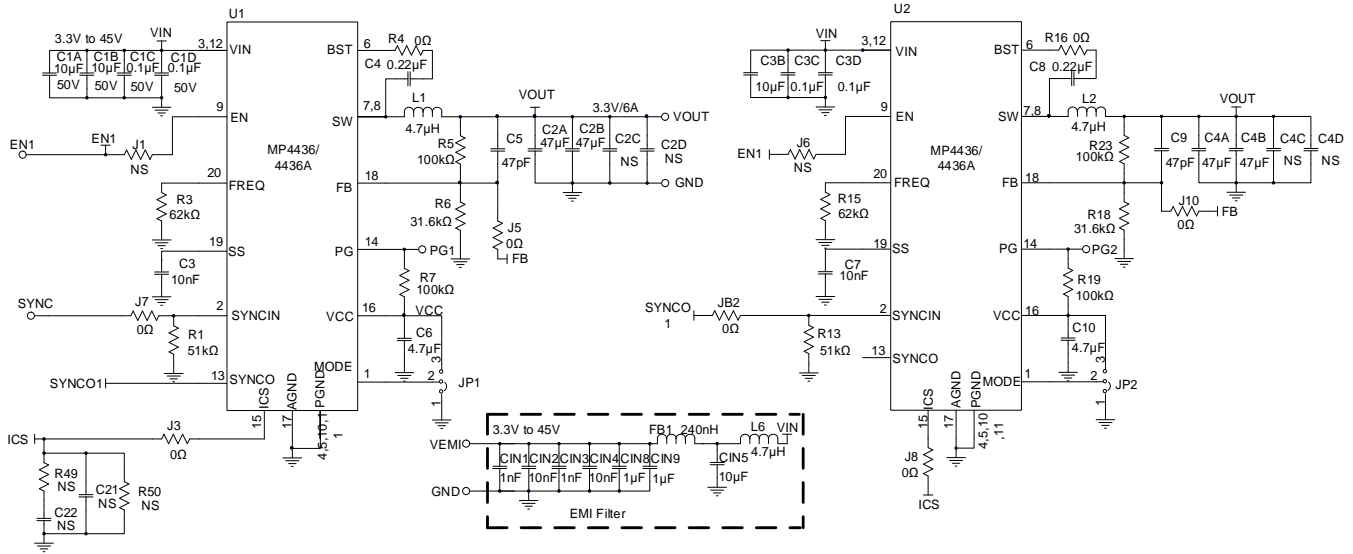 U1
3.3V to 45V
VIN
C1A
10µF
50V
C1B
10µF
50V
C1C
0.1µF
50V
C1D
0.1µF
50V
3,12
VIN
9
EN
EN1
EN1
J1
NS
20
FREQ
R3
62kΩ
19
SS
C3
10nF
SYNC
J7
0Ω
2
SYNCIN
R1
51kΩ
SYNCO1
13
SYNCO
ICS
AGND
PGND
15
17
4,5,10,1
1
ICS
J3
0Ω
R49
NS
C22
NS
C21
NS
R50
NS
MP4436/
4436A
BST
6
R4
0Ω
C4
0.22µF
SW
7,8
L1
4.7µH
VOUT
3.3V/6A
VOUT
R5
100kΩ
C5
47pF
C2A
47µF
C2B
47µF
C2C
NS
C2D
NS
GND
FB
18
R6
31.6kΩ
J5
0Ω
FB
PG
14
PG1
R7
100kΩ
VCC
16
VCC
C6
4.7µF
MODE
1
3
2
1
JP1
VEMI
3.3V to 45V
FB1
240nH
L6
4.7µH
VIN
CIN1
1nF
CIN2
10nF
CIN3
1nF
CIN4
10nF
CIN8
1µF
CIN9
1µF
CIN5
10µF
GND
EMI Filter
U2
VIN
C3B
10µF
C3C
0.1µF
C3D
0.1µF
3,12
VIN
9
EN
EN1
J6
NS
20
FREQ
R15
62kΩ
19
SS
C7
10nF
SYNCO
1
JB2
0Ω
2
SYNCIN
R13
51kΩ
13
SYNCO
ICS
AGND
PGND
15
17
4,5,10
,11
J8
0Ω
ICS
MP4436/
4436A
BST
6
R16 0Ω
C8
0.22µF
SW
7,8
L2
4.7µH
VOUT
R23
100kΩ
C9
47pF
C4A
47µF
C4B
47µF
C4C
NS
C4D
NS
FB
18
R18
31.6kΩ
J10
0Ω
FB
PG
14
PG2
R19
100kΩ
VCC
16
C10
4.7µF
MODE
1
3
2
1
JP2